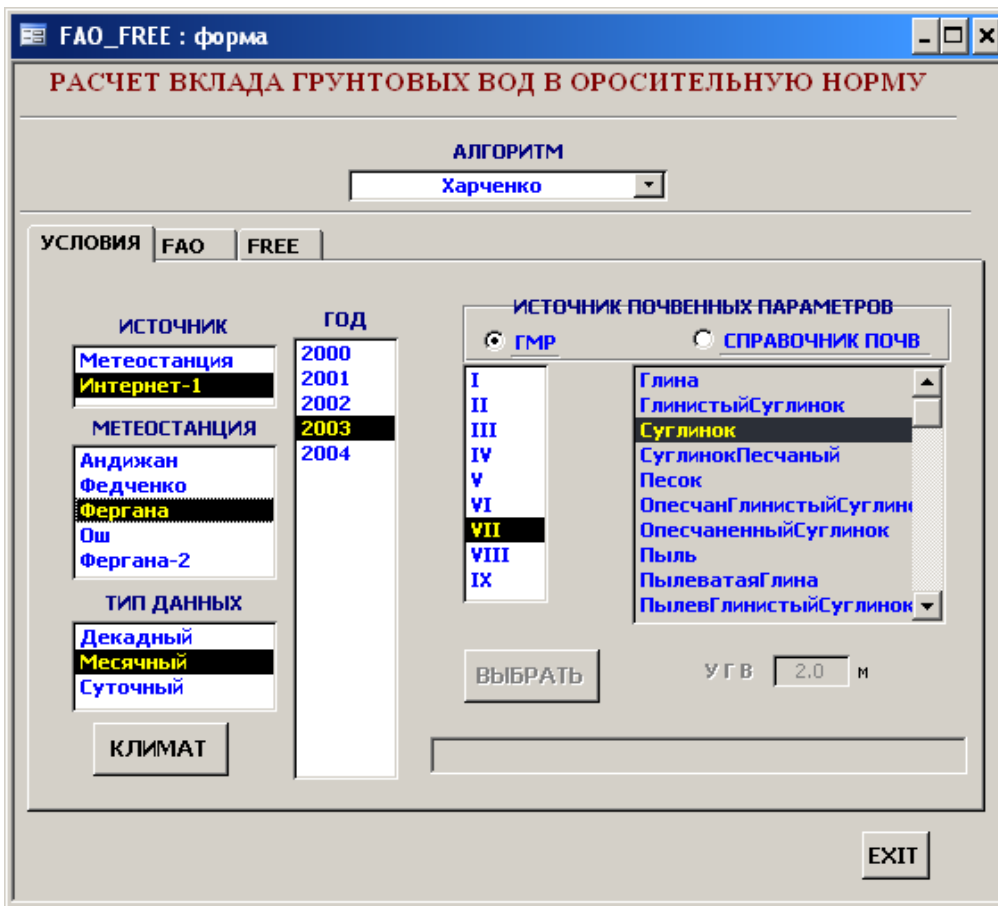 FAO_FREE : форма
РАСЧЕТ ВКЛАДА ГРУНТОВЫХ ВОД В ОРОСИТЕЛЬНУЮ НОРМУ
АЛГОРИТМ
Харченко
УСЛОВИЯ
FAO
FREE
ИСТОЧНИК
Метеостанция
Интернет-1
МЕТЕОСТАНЦИЯ
Андижан
Федченко
Фергана
Ош
Фергана-2
ТИП ДАННЫХ
Декадный
Месячный
Суточный
КЛИМАТ
ГОД
2000
2001
2002
2003
2004
ИСТОЧНИК ПОЧВЕННЫХ ПАРАМЕТРОВ
ГМР
СПРАВОЧНИК ПОЧВ
I
II
III
IV
V
VI
VII
VIII
IX
Глина
ГлинистыйСуглинок
Суглинок
СуглинокПесчаный
Песок
ОпесчанГлинистыйСуглин
ОпесчаненныйСуглинок
Пыль
ПылеватаяГлина
ПылевГлинистыйСуглинок
ВЫБРАТЬ
У Г В 2.0 м
EXIT